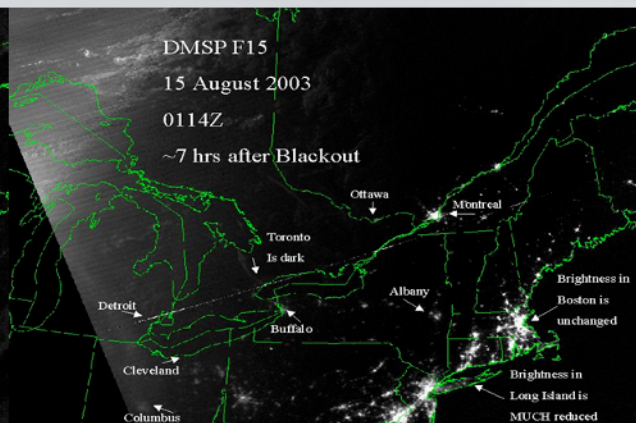 DMSP F15
15 August 2003
0114Z
~7 hrs after Blackout
Ottawa
Montreal
Toronto
Is dark
Detroit
Albany
Brightness in
Boston is
unchanged
Buffalo
Cleveland
Brightness in
Long Island is
MUCH reduced
Columbus